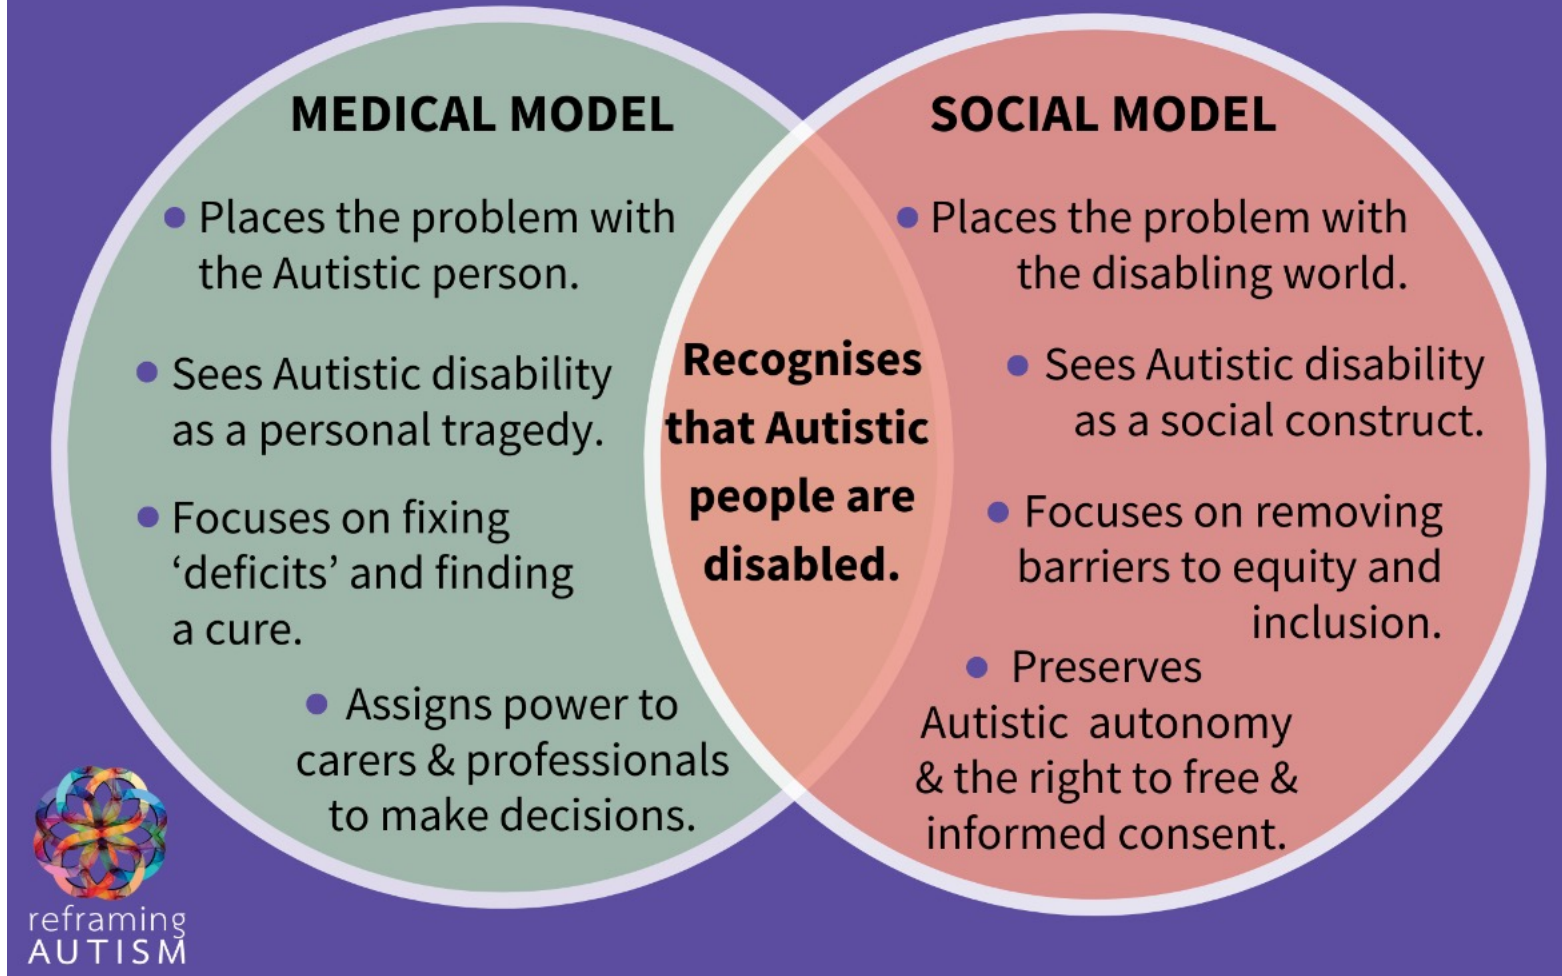 MEDICAL MODEL
• Places the problem with
the Autistic person.
• Sees Autistic disability
as a personal tragedy.
• Focuses on fixing
‘deficits’ and finding
a cure.
• Assigns power to
carers & professionals
to make decisions.
Recognises
that Autistic
people are
disabled.
SOCIAL MODEL
• Places the problem with
the disabling world.
• Sees Autistic disability
as a social construct.
• Focuses on removing
barriers to equity and
inclusion.
• Preserves
Autistic autonomy
& the right to free &
informed consent.
reframing
AUTISM